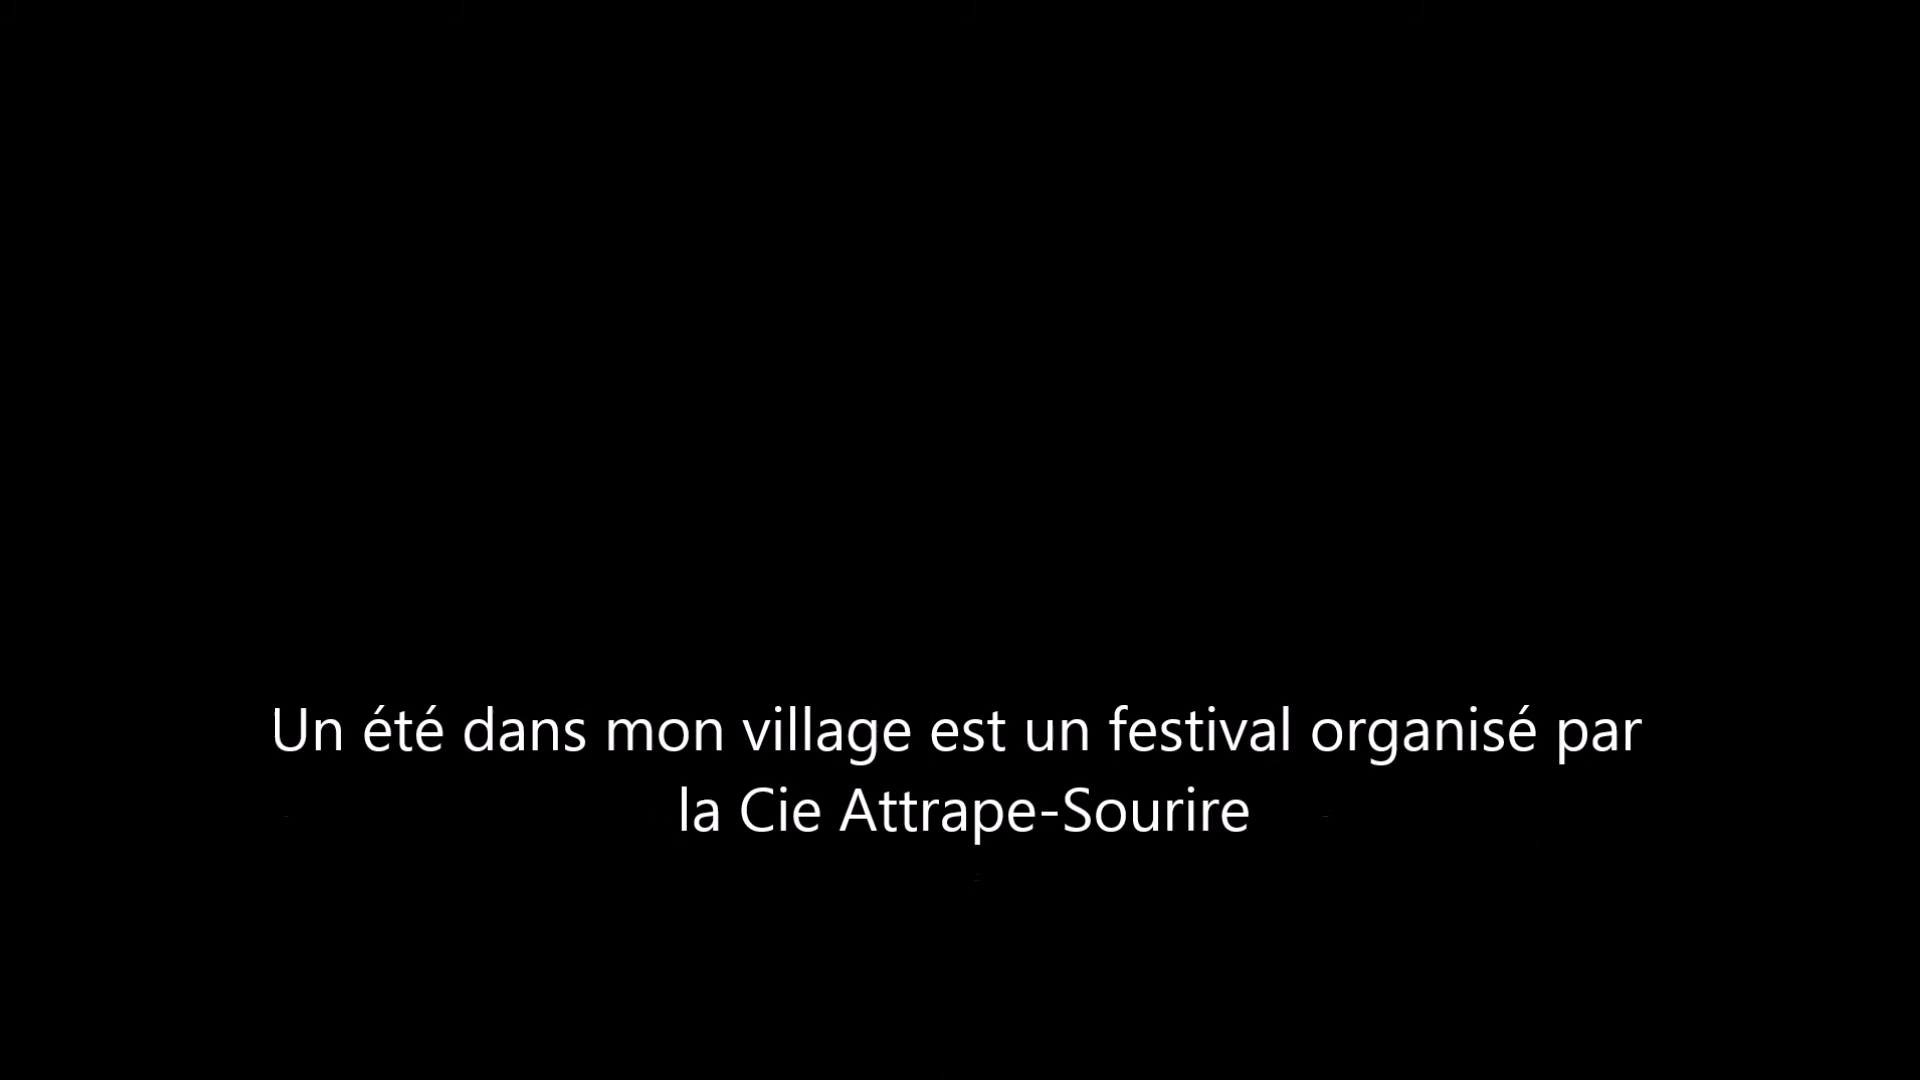 Un été dans mon village est un festival organisé par
la Cie Attrape-Sourire